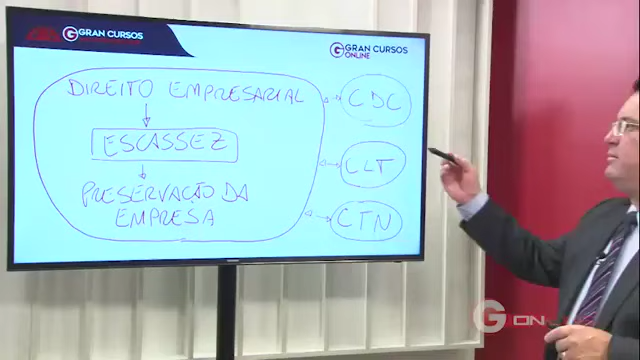 GRAN CURSOS
GRAN CURSOS
ONLINE
DIREITO EMPRESARIAL
CDC
ESCASSEZ
CLT
PRESERVAÇÃO DA
EMPRESA
CTN
G ON